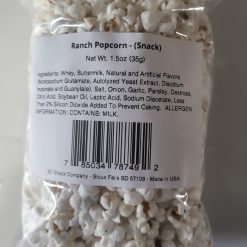 Ranch Popcorn - (Snack)
Net Wt. 1.5oz (35g)
Ingredients: Whey, Buttermilk, Natural and Artificial Flavors
(Monosodium Glutamate, Autolyzed Yeast Extract, Disodium
Inosinate and Guanylate), Salt, Onion, Garlic, Parsley, Dextrose,
Citric Acid, Soybean Oil, Lactic Acid, Sodium Diacetate, Less
Than 2% Silicon Dioxide Added To Prevent Caking. ALLERGEN
INFORMATION: CONTAINS: MILK.
7 85034 78749 2
Snack Company - Sioux Falls SD 57108 - Made in USA